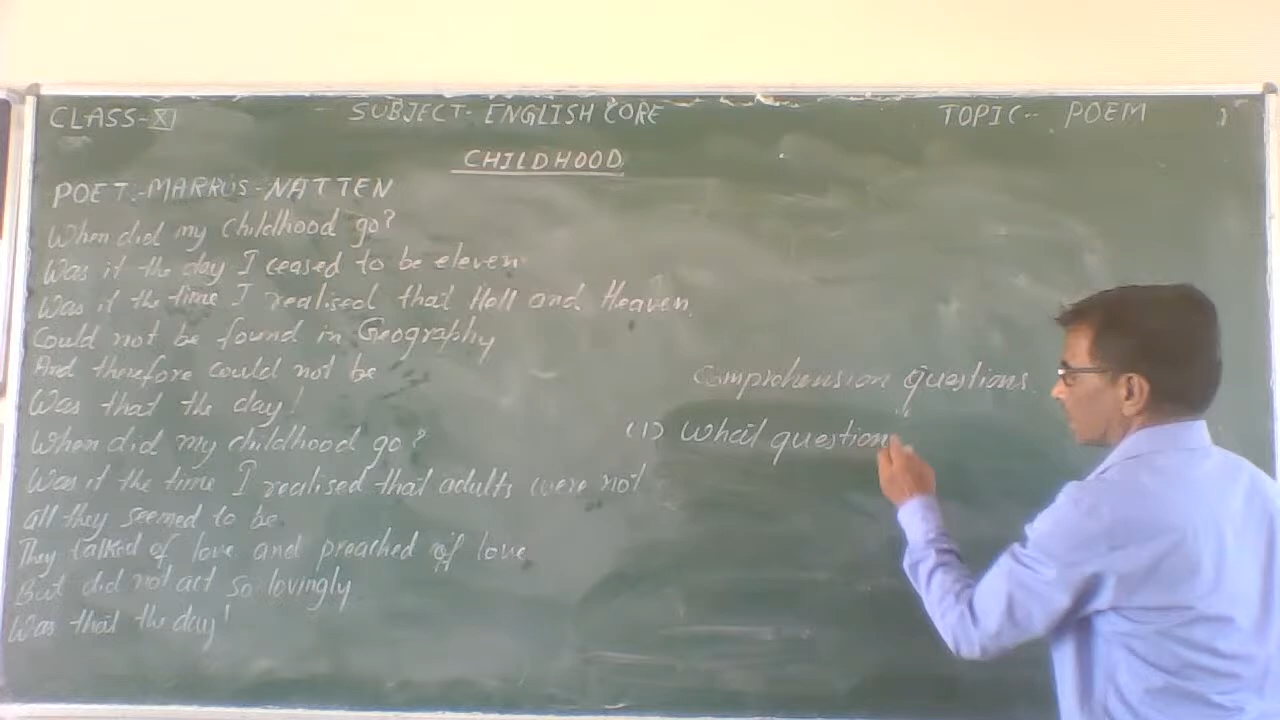 CLASS-XI SUBJECT-ENGLISH CORE TOPIC- POEM
CHILDHOOD
POET-MARKUS-NATTEN
When did my childhood go?
Was it the day I ceased to be eleven
Was it the time I realised that Hell and Heaven,
Could not be found in Geography
And therefore could not be
Was that the day!
When did my childhood go?
Was it the time I realised that adults were not
all they seemed to be.
They talked of love and preached of love,
But did not act so lovingly
Was that the day!
Comprehension questions.
(1) What question